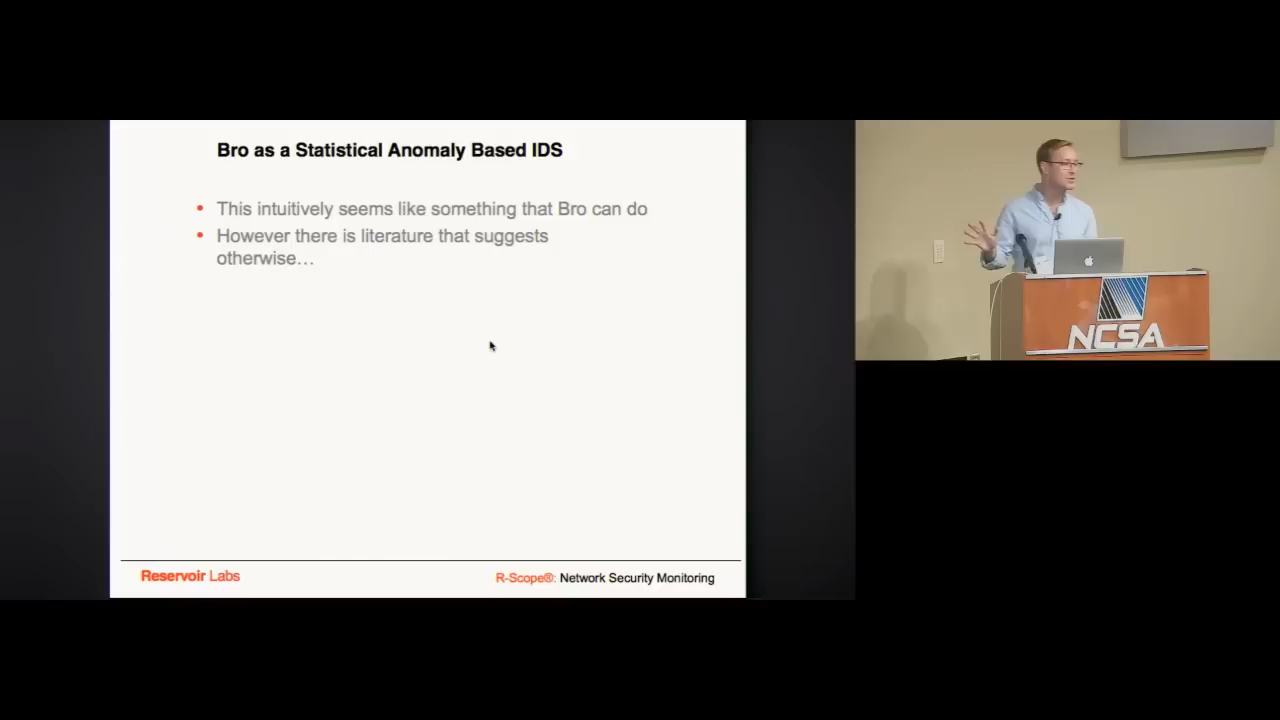 Bro as a Statistical Anomaly Based IDS
• This intuitively seems like something that Bro can do
• However there is literature that suggests
otherwise…
Reservoir Labs
R-Scope®: Network Security Monitoring
NCSA